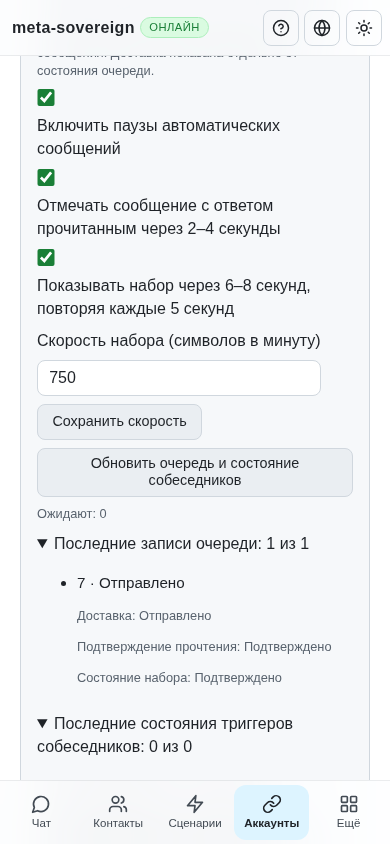 meta-sovereign ОНЛАЙН
состояния очереди.
Включить паузы автоматических
сообщений
Отмечать сообщение с ответом
прочитанным через 2–4 секунды
Показывать набор через 6–8 секунд,
повторяя каждые 5 секунд
Скорость набора (символов в минуту)
750
Сохранить скорость
Обновить очередь и состояние
собеседников
Ожидают: 0
▼ Последние записи очереди: 1 из 1
• 7 · Отправлено
Доставка: Отправлено
Подтверждение прочтения: Подтверждено
Состояние набора: Подтверждено
▼ Последние состояния триггеров
собеседников: 0 из 0
Чат Контакты Сценарии Аккаунты Ещё